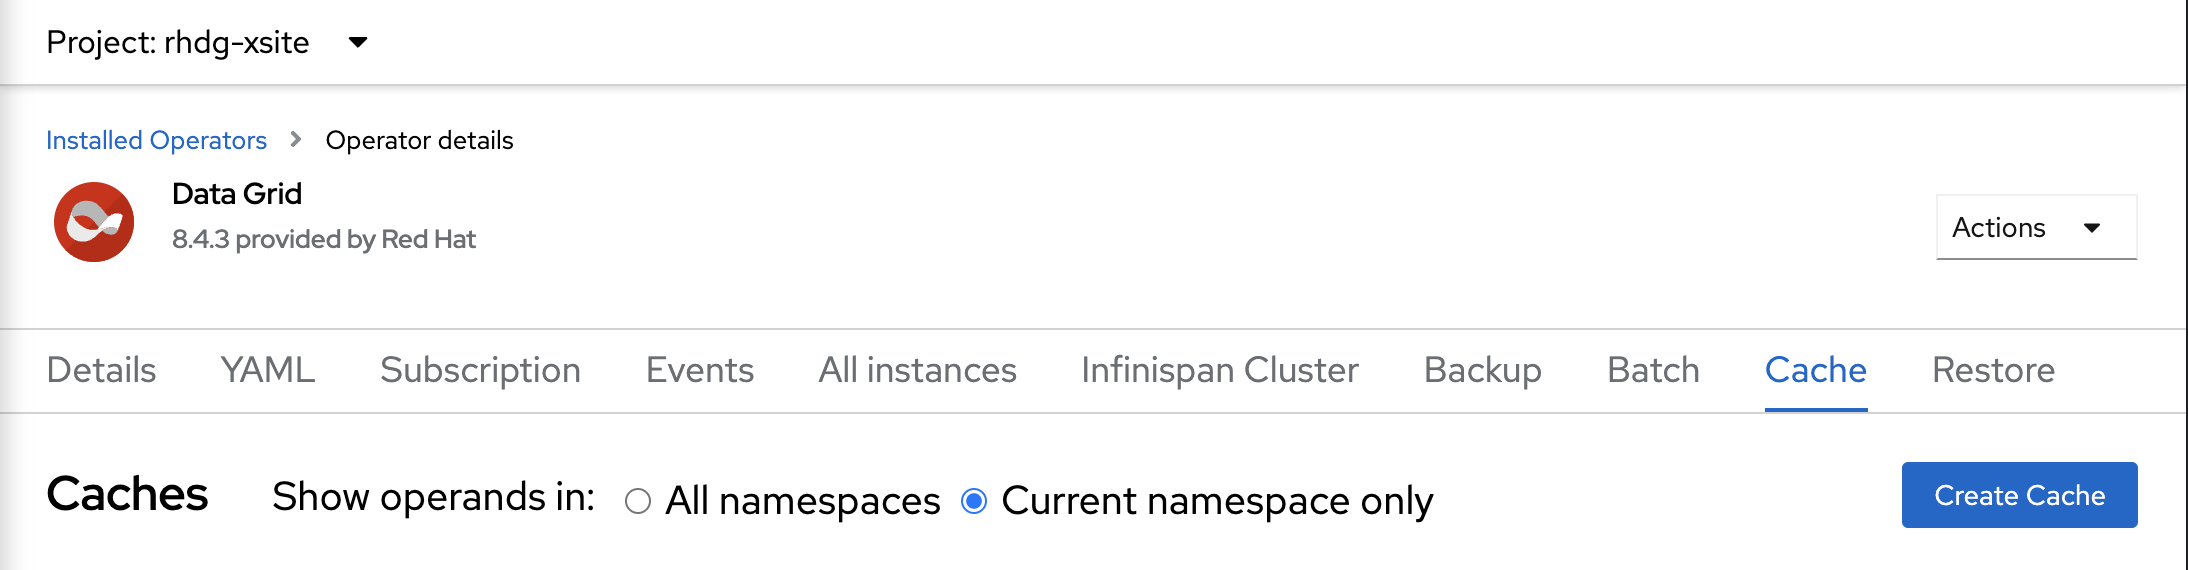 Project: rhdg-xsite
Installed Operators > Operator details
Data Grid
8.4.3 provided by Red Hat
Actions
Details YAML Subscription Events All instances Infinispan Cluster Backup Batch Cache Restore
Caches Show operands in: All namespaces Current namespace only Create Cache